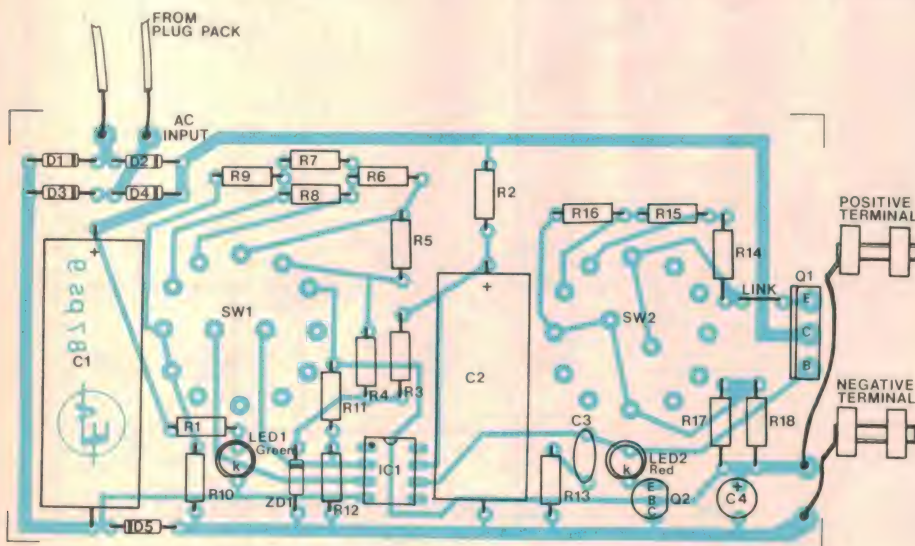 FROM
PLUG PACK
AC
INPUT
D1
D2
D3
D4
R7
R9
R6
R8
R2
R5
R16
R15
R14
POSITIVE
TERMINAL
LINK
Q1
E
C
B
+
87ps9
C1
EA
SW1
+
C2
SW2
R4
R3
R11
R1
LED1
Green
k
R10
ZD1
R12
IC1
C3
R13
LED2
Red
k
E
B
C
Q2
R17
R18
+
C4
NEGATIVE
TERMINAL
D5